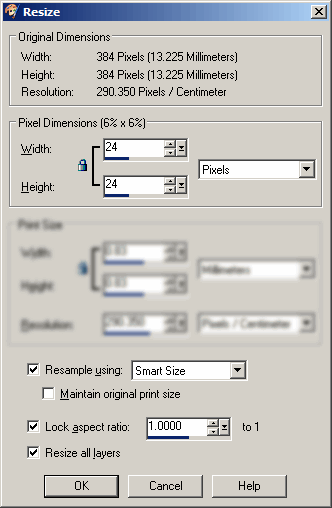 Resize
Original Dimensions
Width: 384 Pixels (13.225 Millimeters)
Height: 384 Pixels (13.225 Millimeters)
Resolution: 290.350 Pixels / Centimeter
Pixel Dimensions (6% x 6%)
Width: 24
Pixels
Height: 24
Print Size
Width: 0.83
Millimeters
Height: 0.83
Resolution: 290.350 Pixels / Centimeter
Resample using: Smart Size
Maintain original print size
Lock aspect ratio: 1.0000 to 1
Resize all layers
OK Cancel Help